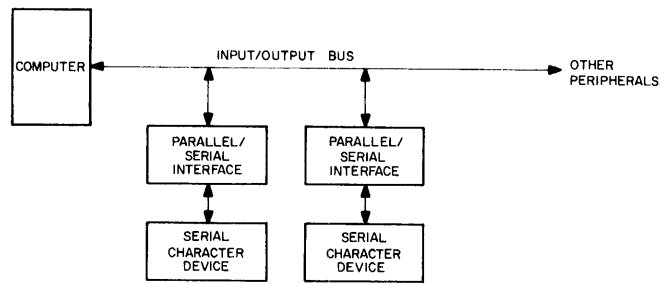 INPUT/OUTPUT BUS
COMPUTER
OTHER
PERIPHERALS
PARALLEL/
SERIAL
INTERFACE
PARALLEL/
SERIAL
INTERFACE
SERIAL
CHARACTER
DEVICE
SERIAL
CHARACTER
DEVICE